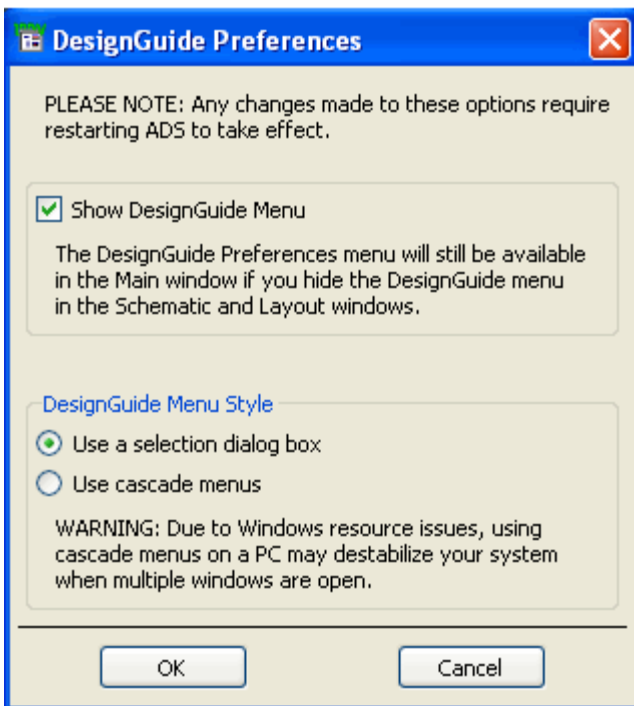 DesignGuide Preferences
PLEASE NOTE: Any changes made to these options require
restarting ADS to take effect.
Show DesignGuide Menu
The DesignGuide Preferences menu will still be available
in the Main window if you hide the DesignGuide menu
in the Schematic and Layout windows.
DesignGuide Menu Style
Use a selection dialog box
Use cascade menus
WARNING: Due to Windows resource issues, using
cascade menus on a PC may destabilize your system
when multiple windows are open.
OK
Cancel